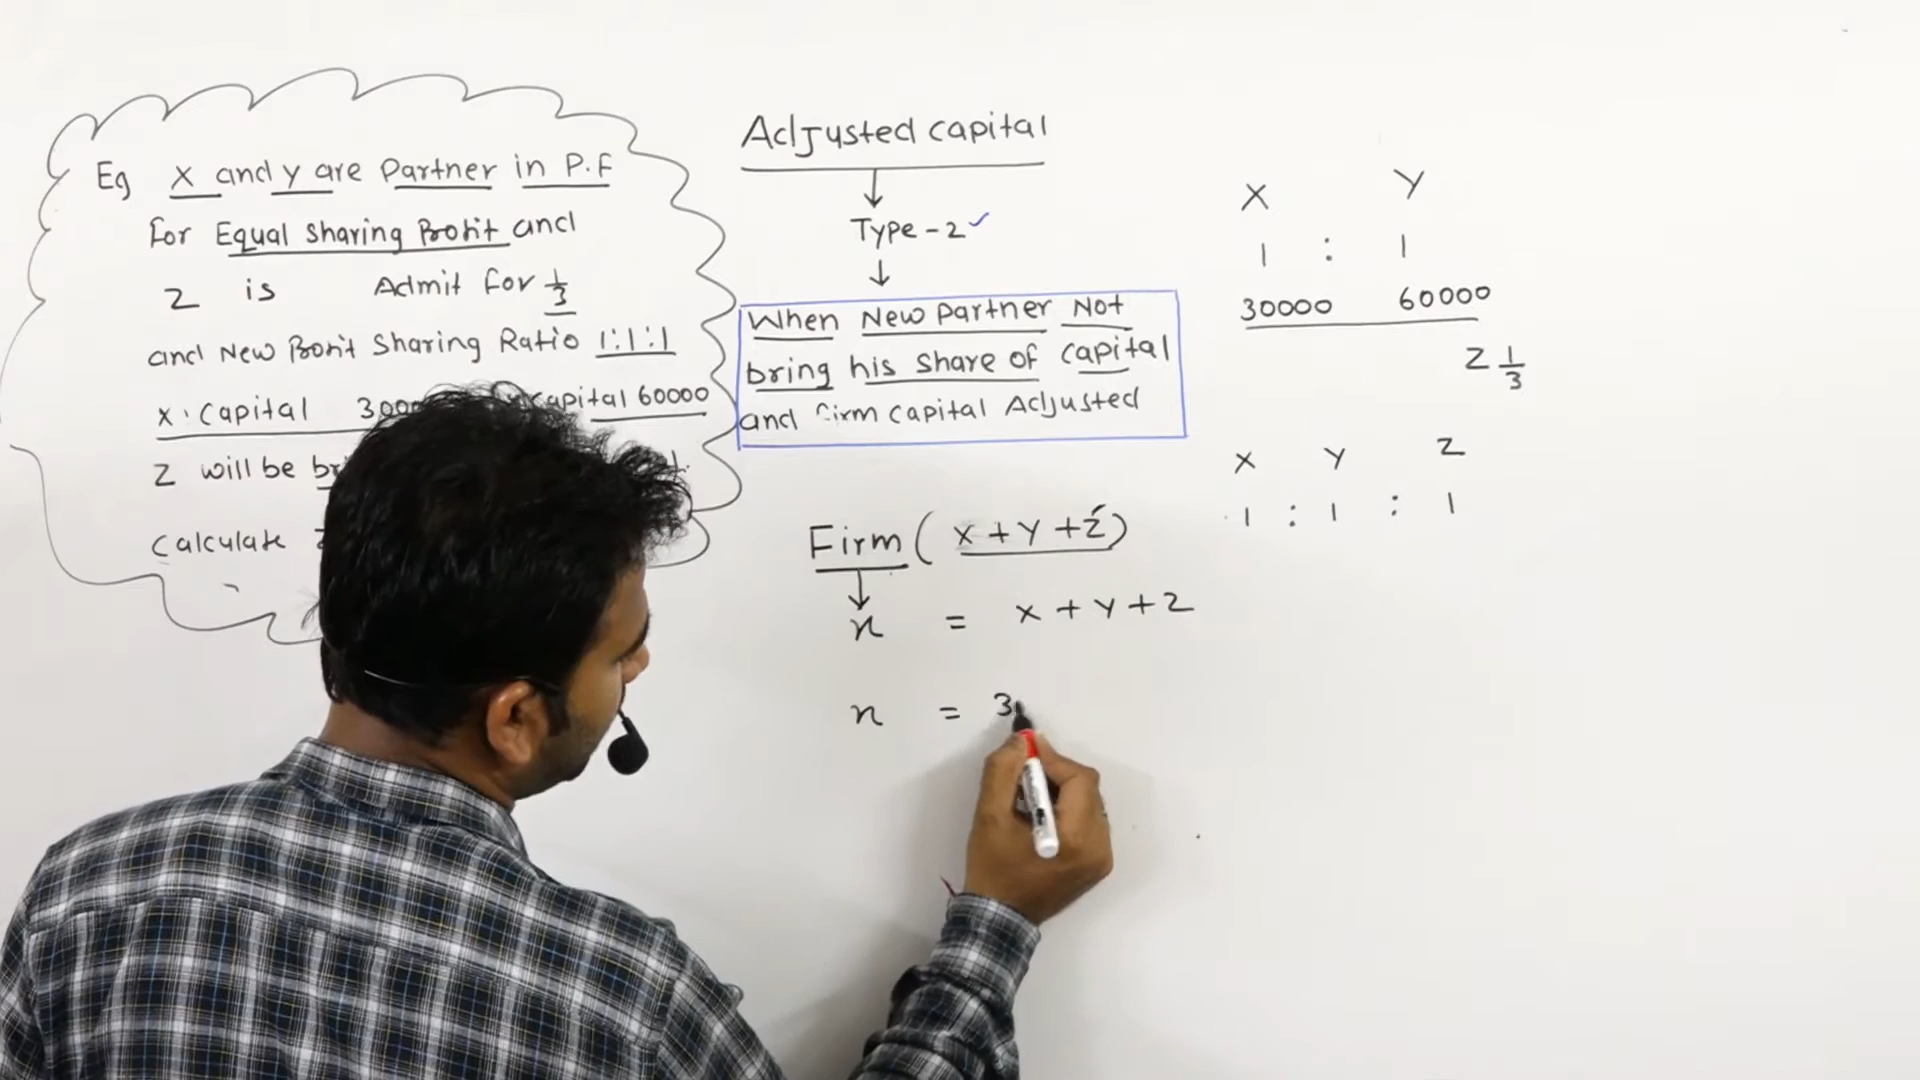 Eg X and y are Partner in P.F
for Equal sharing Profit and
Z is Admit for 1/3
and New Profit Sharing Ratio 1:1:1
X. Capital 3000 capital 60000
Z will be
calculate
Adjusted capital
Type-2 ✓
When New Partner Not
bring his share of capital
and firm capital Adjusted
Firm (X+Y+Z)
n = X+Y+Z
n = 3
X Y
1 : 1
30000 60000
Z 1/3
X Y Z
1 : 1 : 1